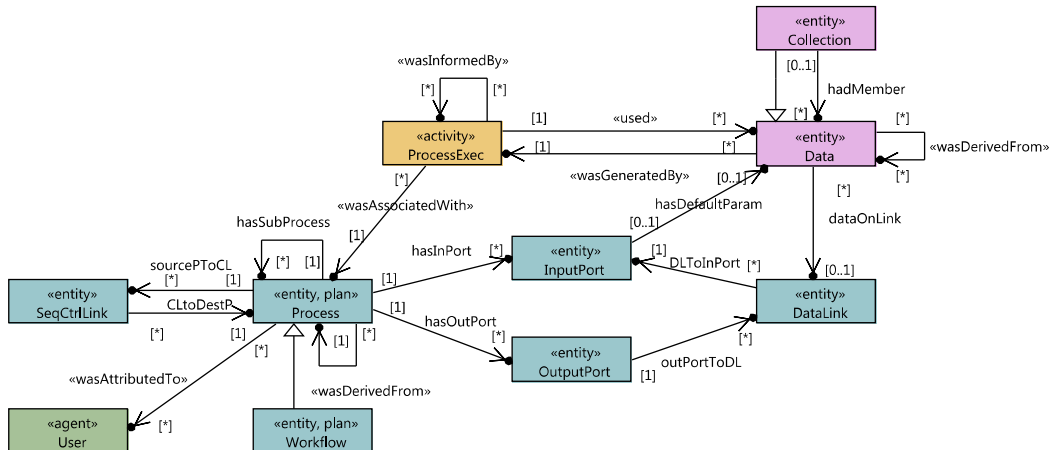 «entity»
Collection
[0..1]
hadMember
[*]
«wasInformedBy»
[*]
[*]
«activity»
ProcessExec
[1]
«used»
[*]
[1]
[*]
«wasGeneratedBy»
«entity»
Data
[*]
«wasDerivedFrom»
[*]
[*]
«wasAssociatedWith»
[1]
[0..1]
hasDefaultParam
[0..1]
[*]
dataOnLink
[0..1]
hasSubProcess
[*]
[1]
hasInPort
[1]
[*]
«entity»
InputPort
[1]
DLToInPort
[*]
sourcePToCL
[*]
[1]
«entity»
SeqCtrlLink
CLtoDestP
[*]
[1]
«entity, plan»
Process
[1]
hasOutPort
[*]
«entity»
DataLink
[*]
[1]
[*]
«entity»
OutputPort
[1]
outPortToDL
[*]
«wasAttributedTo»
[*]
«wasDerivedFrom»
«agent»
User
«entity, plan»
Workflow